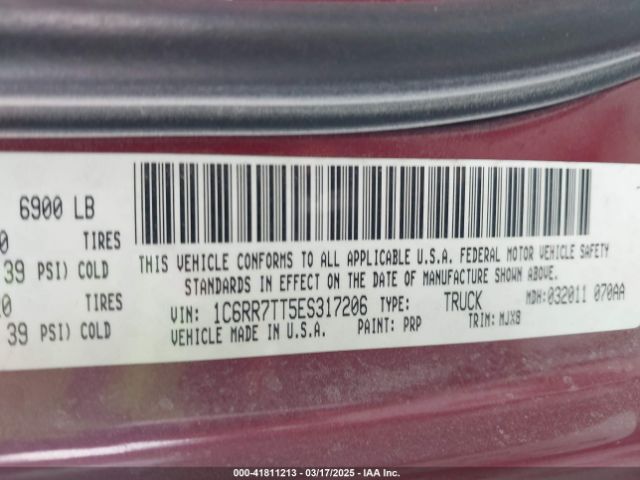 6900 LB
0 TIRES
39 PSI) COLD
20 TIRES
39 PSI) COLD
THIS VEHICLE CONFORMS TO ALL APPLICABLE U.S.A. FEDERAL MOTOR VEHICLE SAFETY
STANDARDS IN EFFECT ON THE DATE OF MANUFACTURE SHOWN ABOVE.
VIN: 1C6RR7TT5ES317206 TYPE: TRUCK MDH:032011 070AA
VEHICLE MADE IN U.S.A. PAINT: PRP TRIM: MJX8
000-41811213 - 03/17/2025 - IAA Inc.